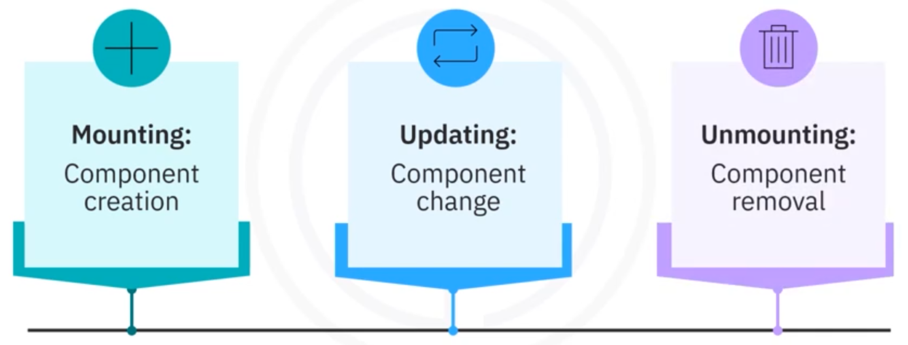 Mounting:
Component
creation
Updating:
Component
change
Unmounting:
Component
removal